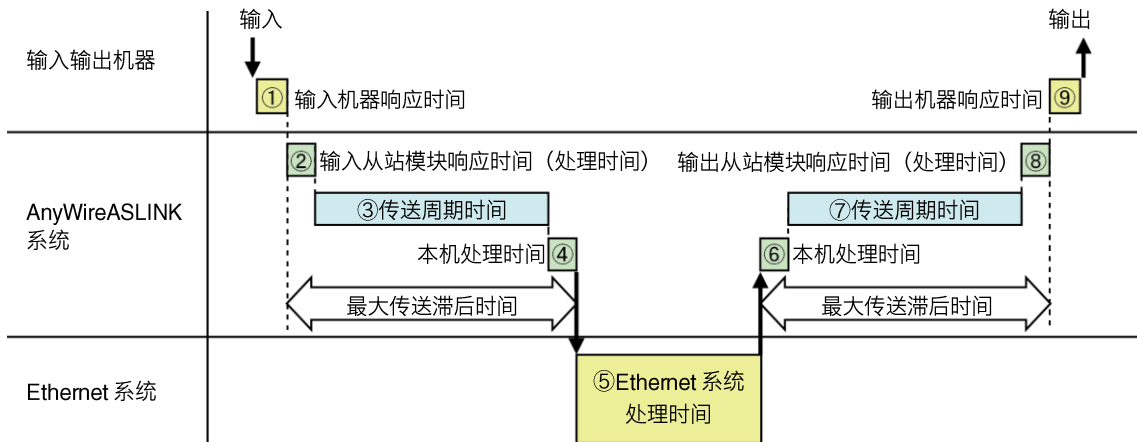 输入
输出
输入输出机器
① 输入机器响应时间
输出机器响应时间 ⑨
② 输入从站模块响应时间（处理时间）
输出从站模块响应时间（处理时间） ⑧
AnyWireASLINK
系统
③传送周期时间
⑦传送周期时间
本机处理时间 ④
⑥ 本机处理时间
最大传送滞后时间
最大传送滞后时间
Ethernet 系统
⑤Ethernet 系统
处理时间